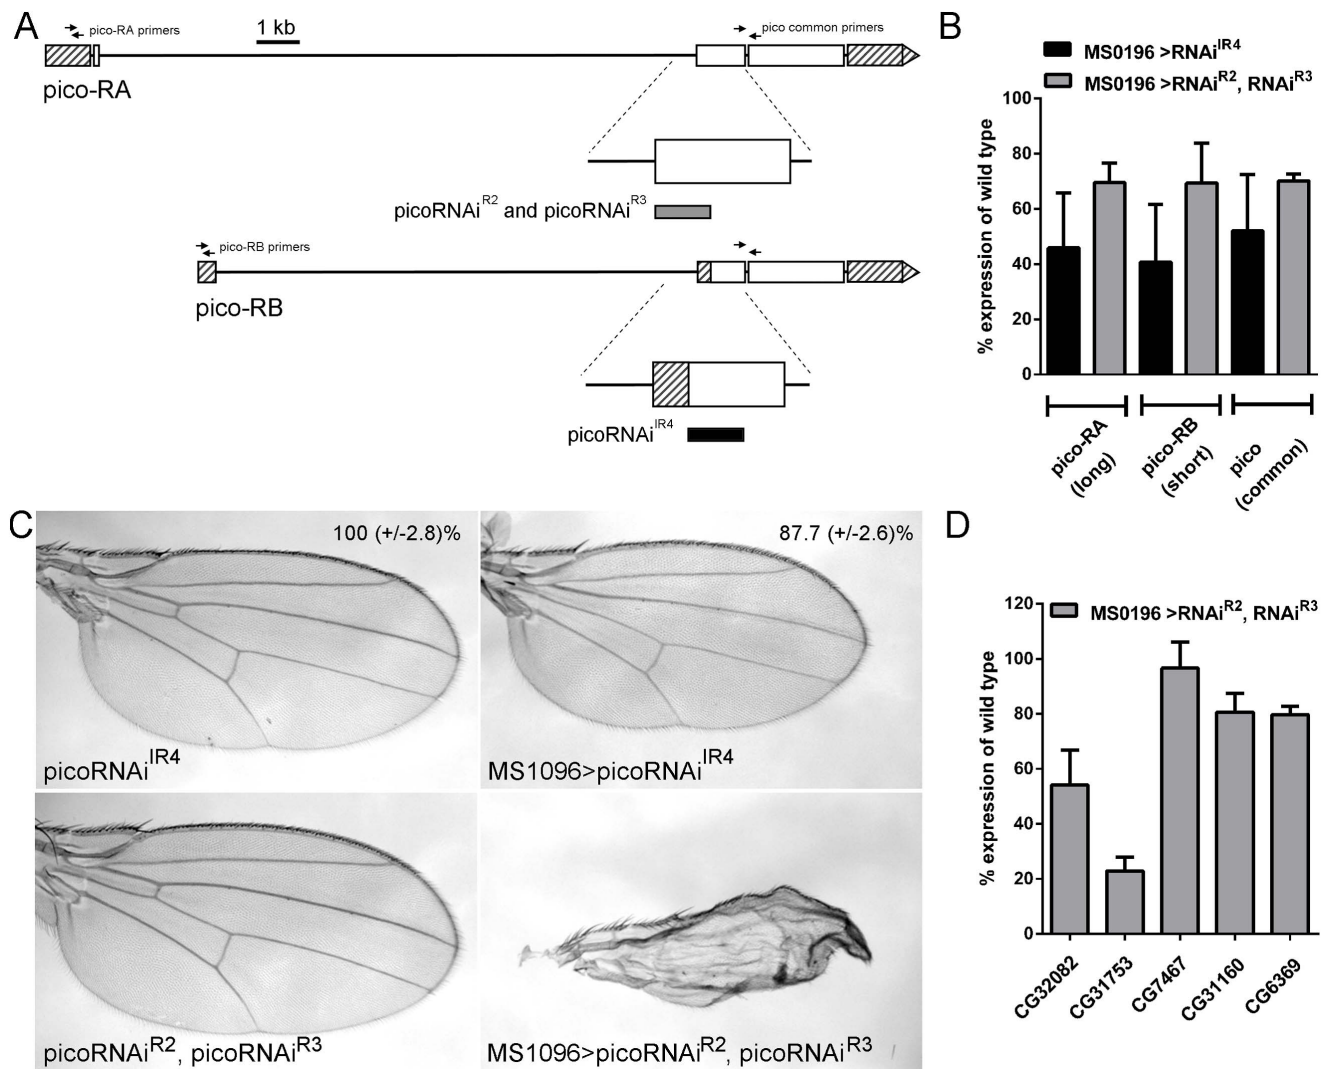 A
pico-RA primers
1 kb
pico common primers
pico-RA
picoRNAi^R2 and picoRNAi^R3
pico-RB primers
pico-RB
picoRNAi^IR4
B
MS0196 >RNAi^IR4
MS0196 >RNAi^R2, RNAi^R3
% expression of wild type
100
80
60
40
20
0
pico-RA
(long)
pico-RB
(short)
pico
(common)
C
100 (+/-2.8)%
picoRNAi^IR4
87.7 (+/-2.6)%
MS1096>picoRNAi^IR4
picoRNAi^R2, picoRNAi^R3
MS1096>picoRNAi^R2, picoRNAi^R3
D
MS0196 >RNAi^R2, RNAi^R3
% expression of wild type
120
100
80
60
40
20
0
CG32082
CG31753
CG7467
CG31160
CG6369